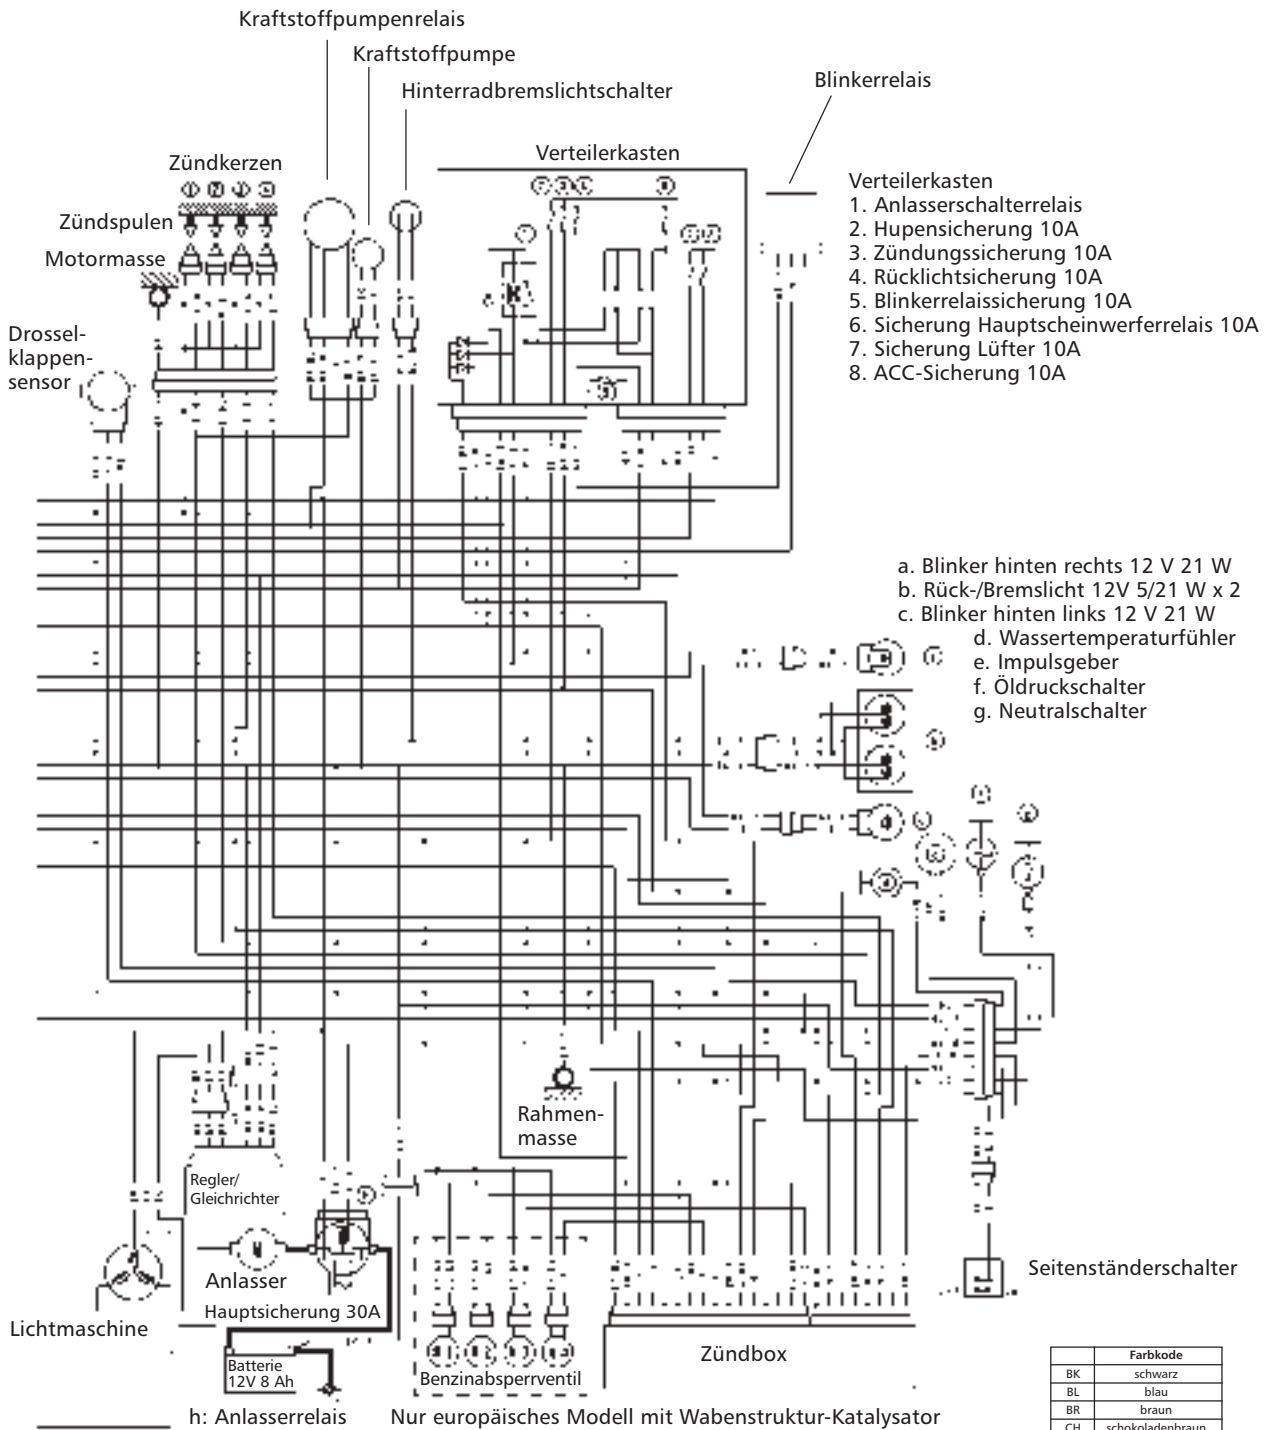 Kraftstoffpumpenrelais
Kraftstoffpumpe
Hinterradbremslichtschalter
Blinkerrelais
Zündkerzen
Verteilerkasten
Zündspulen
Motormasse
Drossel-
klappen-
sensor
Verteilerkasten
1. Anlasserschalterrelais
2. Hupensicherung 10A
3. Zündungssicherung 10A
4. Rücklichtsicherung 10A
5. Blinkerrelaissicherung 10A
6. Sicherung Hauptscheinwerferrelais 10A
7. Sicherung Lüfter 10A
8. ACC-Sicherung 10A
a. Blinker hinten rechts 12 V 21 W
b. Rück-/Bremslicht 12V 5/21 W x 2
c. Blinker hinten links 12 V 21 W
d. Wassertemperaturfühler
e. Impulsgeber
f. Öldruckschalter
g. Neutralschalter
Rahmen-
masse
Regler/
Gleichrichter
Anlasser
Hauptsicherung 30A
Lichtmaschine
Batterie
12V 8 Ah
Benzinabsperrventil
Zündbox
Seitenständerschalter
h: Anlasserrelais
Nur europäisches Modell mit Wabenstruktur-Katalysator
Farbkode
BK schwarz
BL blau
BR braun
CH schokoladenbraun